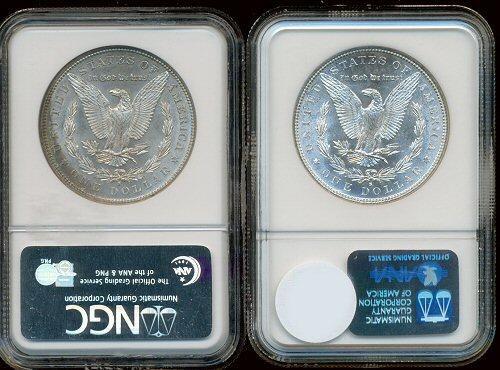 UNITED STATES OF AMERICA
In God we trust
ONE DOLLAR
PNG
ANA
The Official Grading Service
of the ANA & PNG
Numismatic Guaranty Corporation
NGC
UNITED STATES OF AMERICA
In God we trust
ONE DOLLAR
OFFICIAL GRADING SERVICE
ANA
NUMISMATIC
GUARANTY
CORPORATION
OF AMERICA